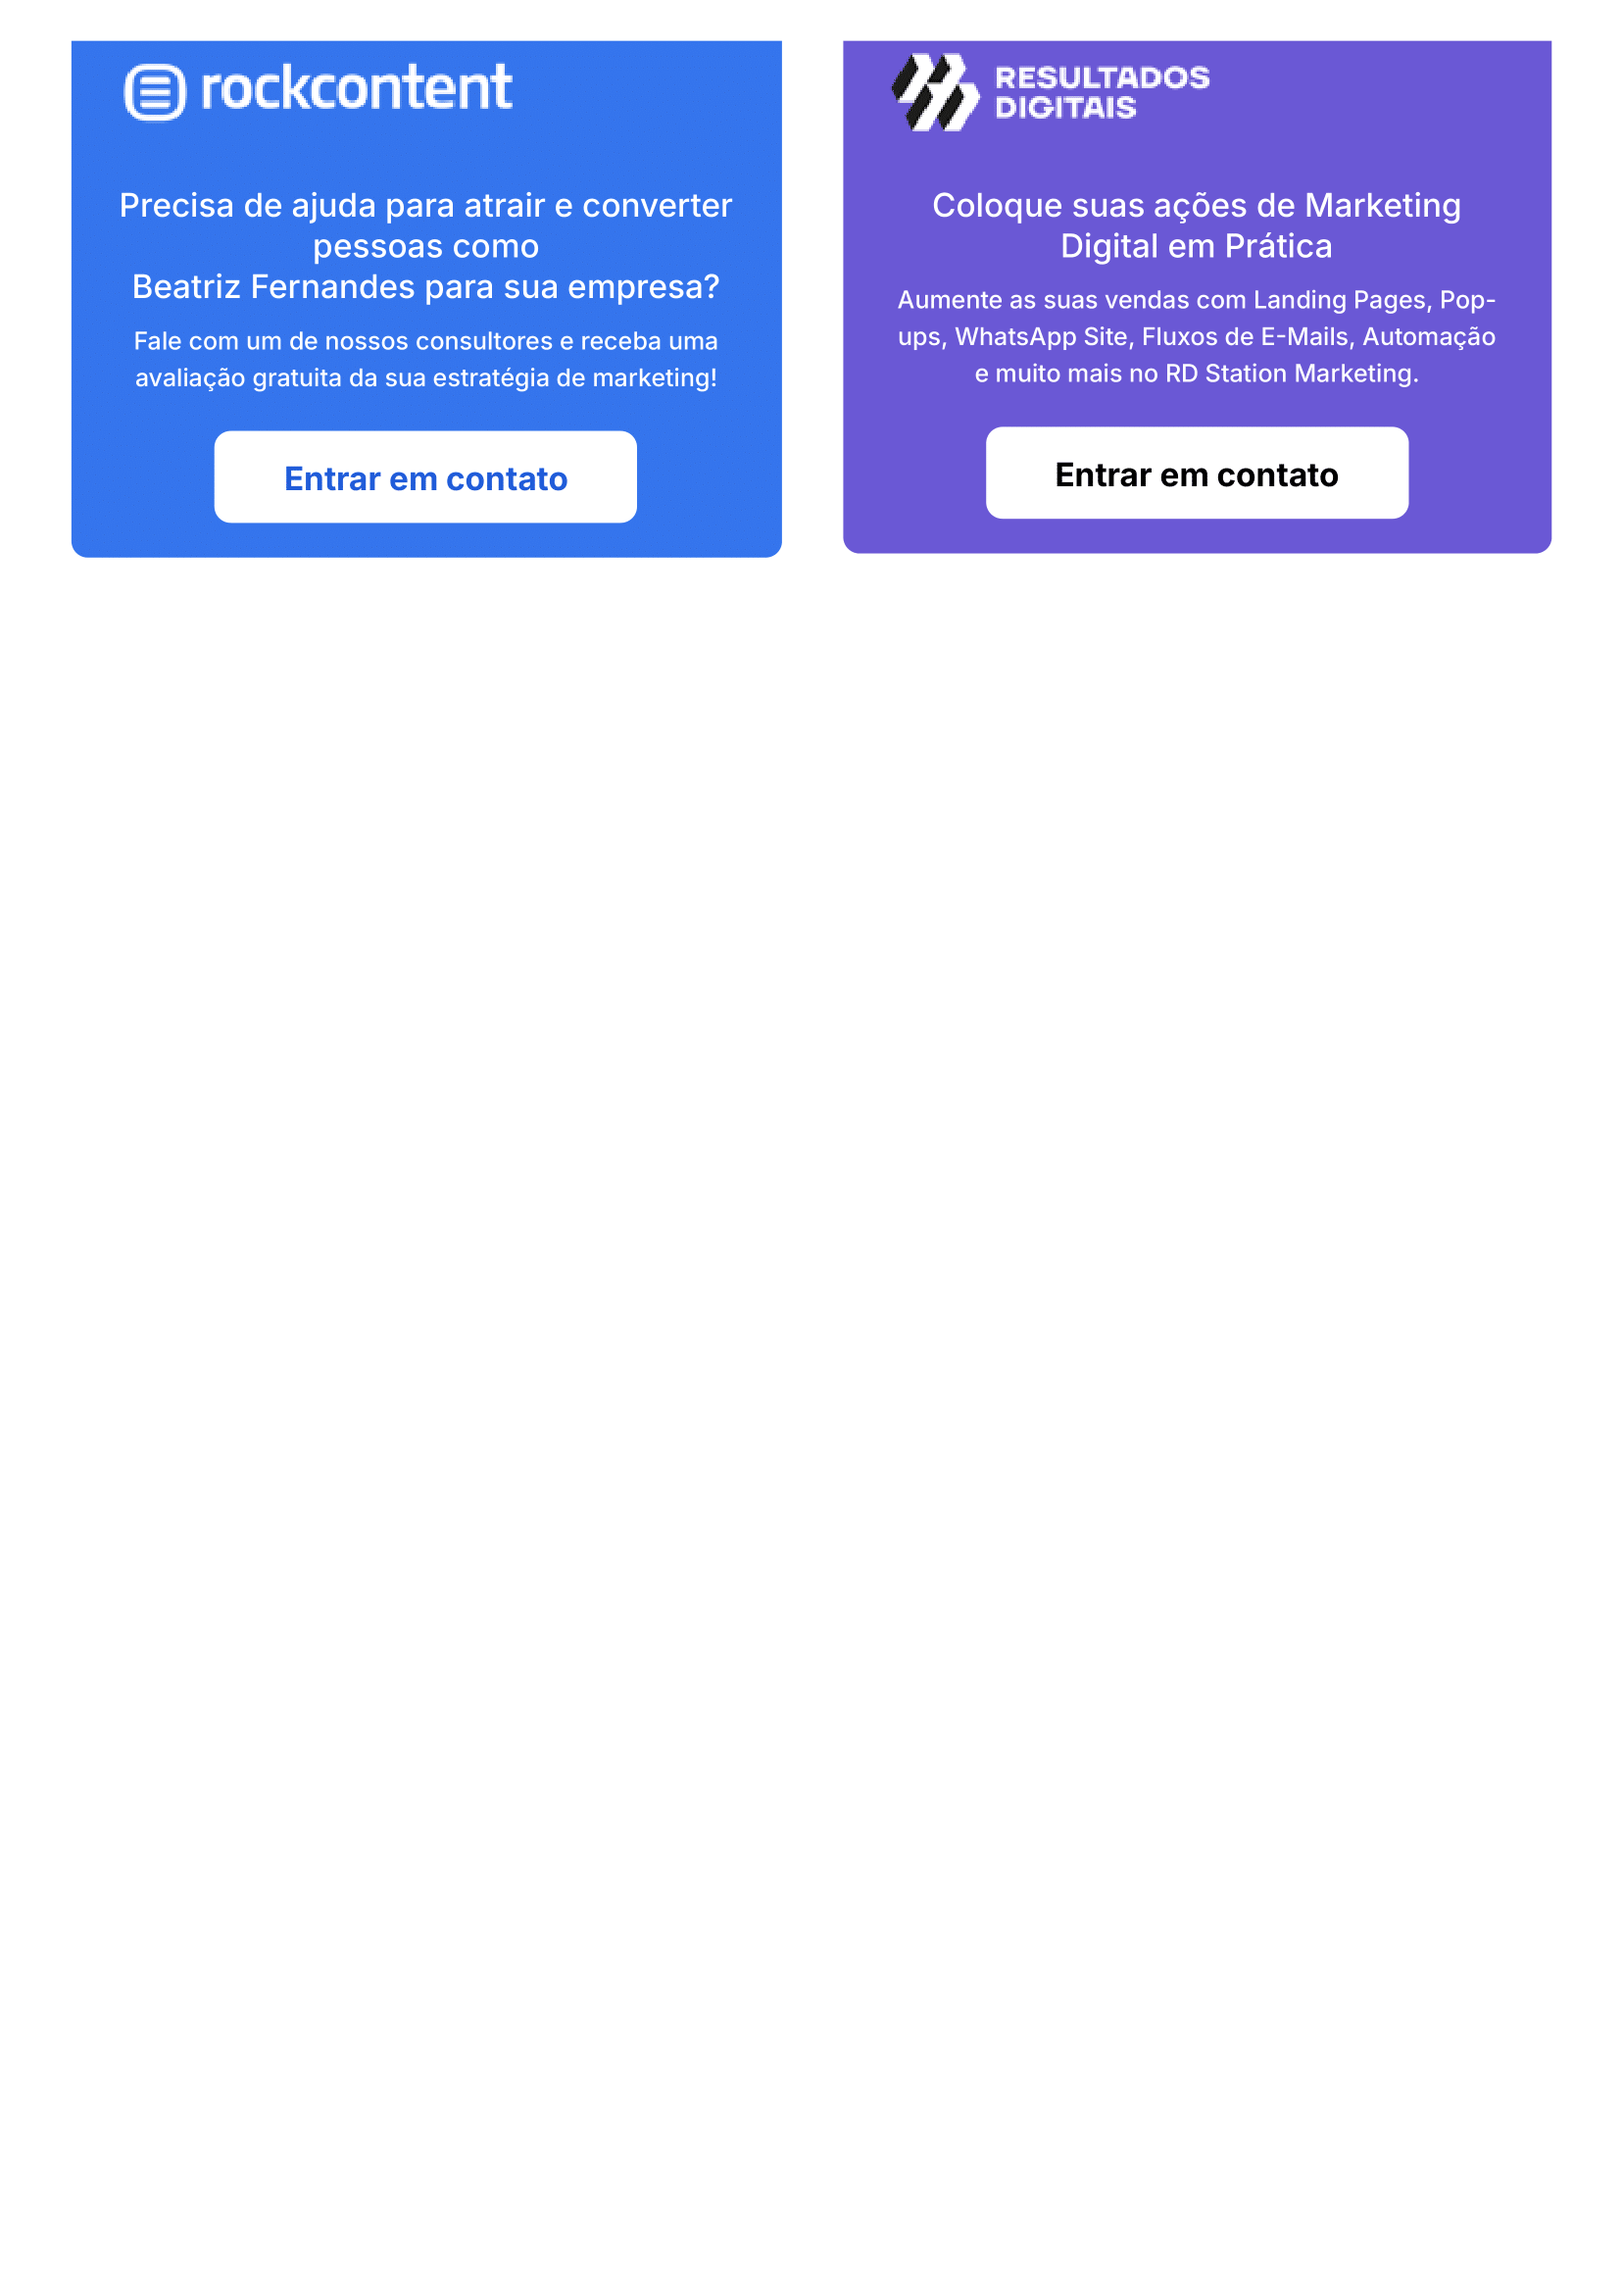 rockcontent
Precisa de ajuda para atrair e converter
pessoas como
Beatriz Fernandes para sua empresa?
Fale com um de nossos consultores e receba uma
avaliação gratuita da sua estratégia de marketing!
Entrar em contato
RESULTADOS
DIGITAIS
Coloque suas ações de Marketing
Digital em Prática
Aumente as suas vendas com Landing Pages, Pop-
ups, WhatsApp Site, Fluxos de E-Mails, Automação
e muito mais no RD Station Marketing.
Entrar em contato